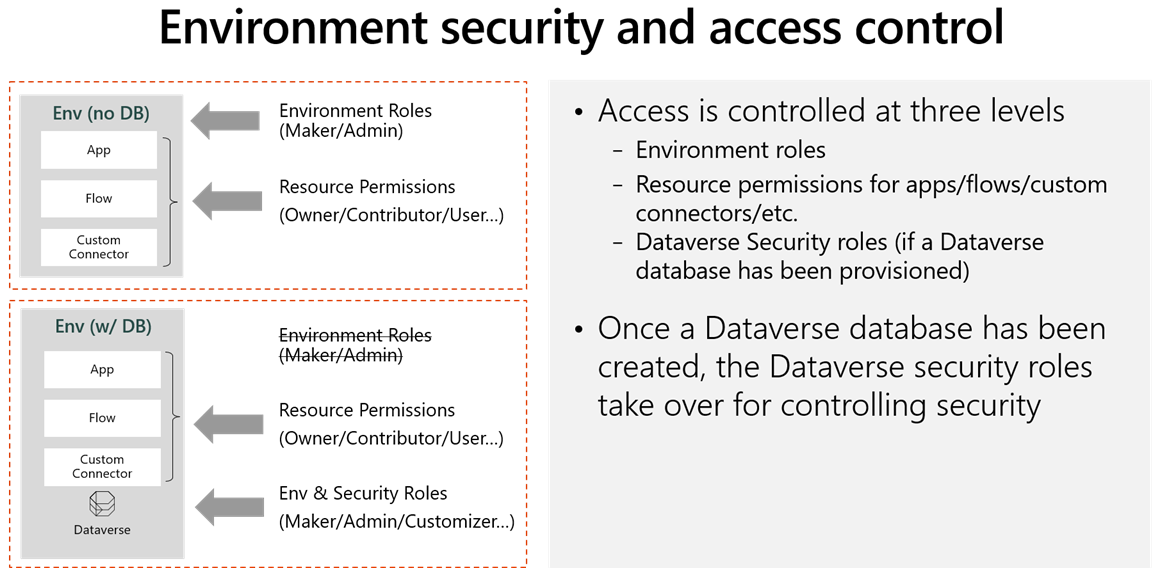 Environment security and access control
Env (no DB)
App
Flow
Custom
Connector
Environment Roles
(Maker/Admin)
Resource Permissions
(Owner/Contributor/User...)
Env (w/ DB)
App
Flow
Custom
Connector
Dataverse
Environment Roles
(Maker/Admin)
Resource Permissions
(Owner/Contributor/User...)
Env & Security Roles
(Maker/Admin/Customizer...)
• Access is controlled at three levels
– Environment roles
– Resource permissions for apps/flows/custom
connectors/etc.
– Dataverse Security roles (if a Dataverse
database has been provisioned)
• Once a Dataverse database has been
created, the Dataverse security roles
take over for controlling security